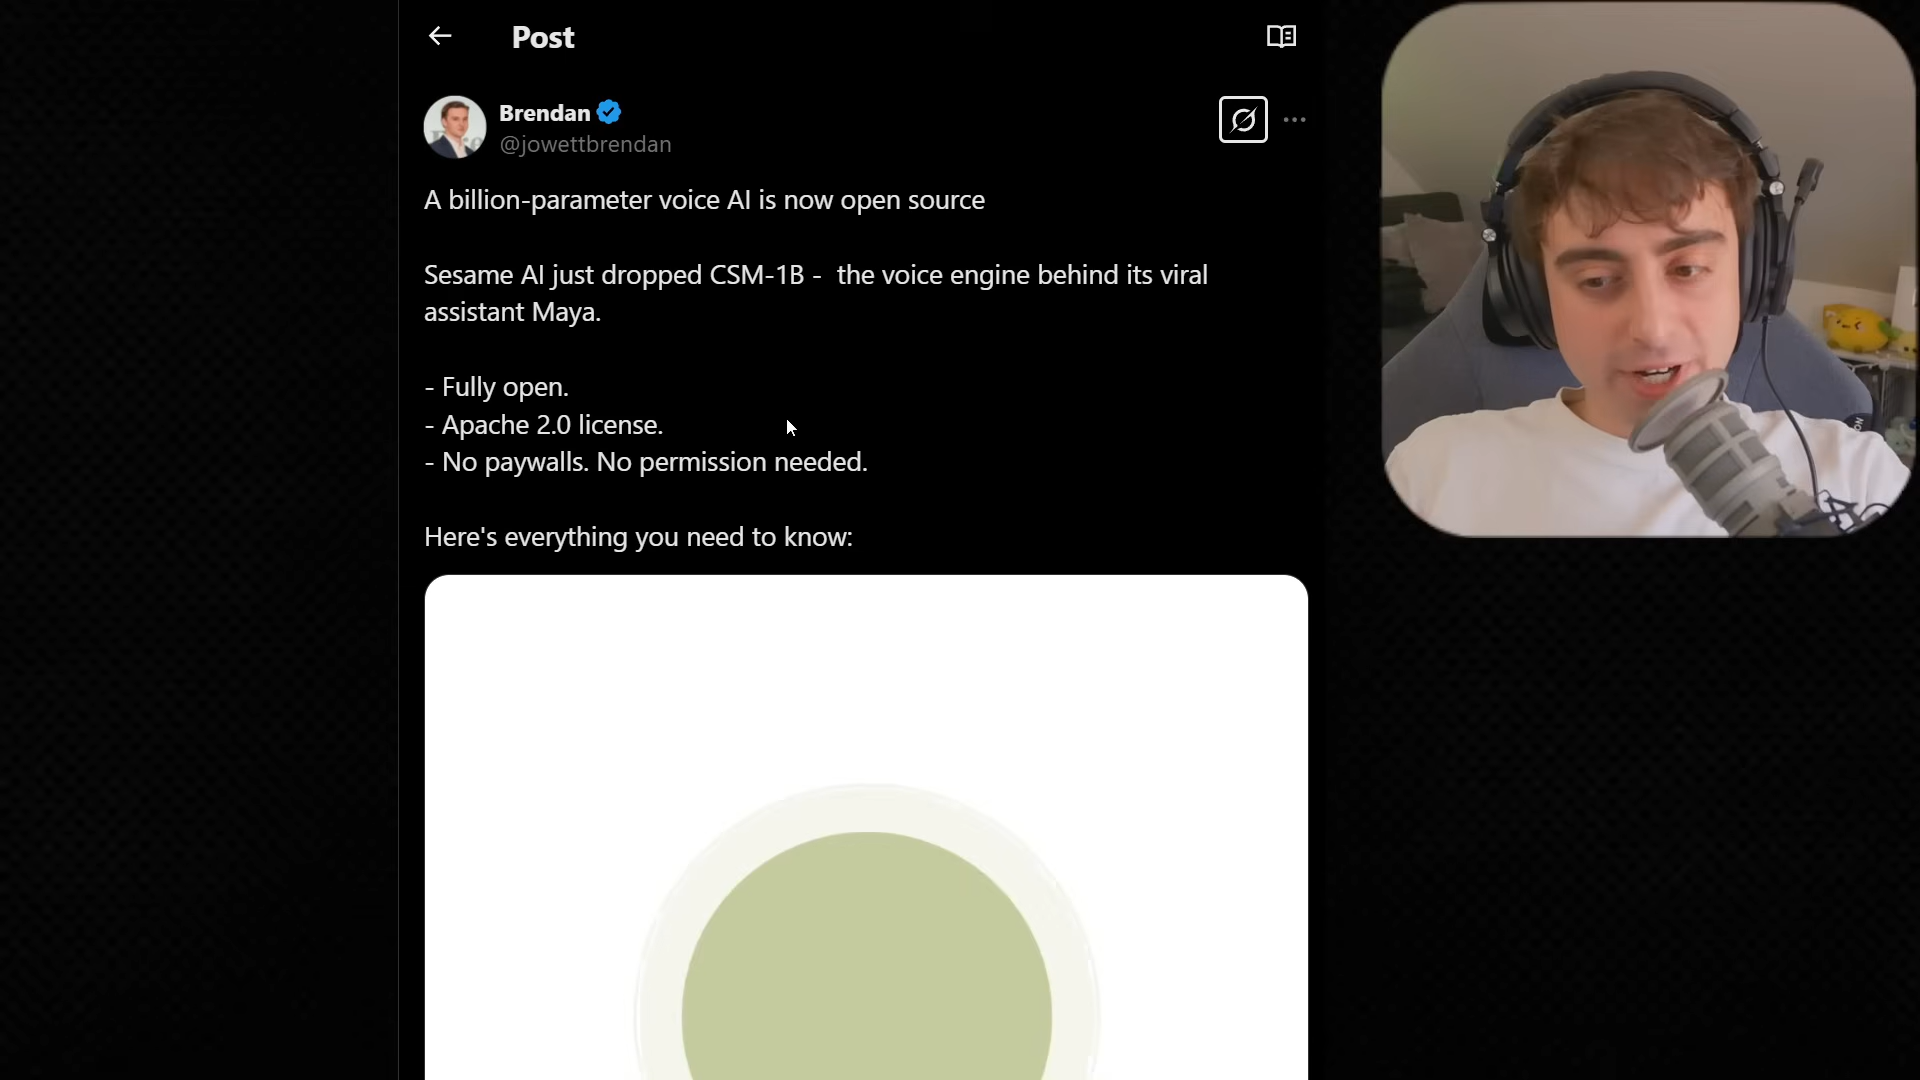 Post
Brendan
@jowettbrendan
A billion-parameter voice AI is now open source
Sesame AI just dropped CSM-1B -  the voice engine behind its viral
assistant Maya.
- Fully open.
- Apache 2.0 license.
- No paywalls. No permission needed.
Here's everything you need to know: